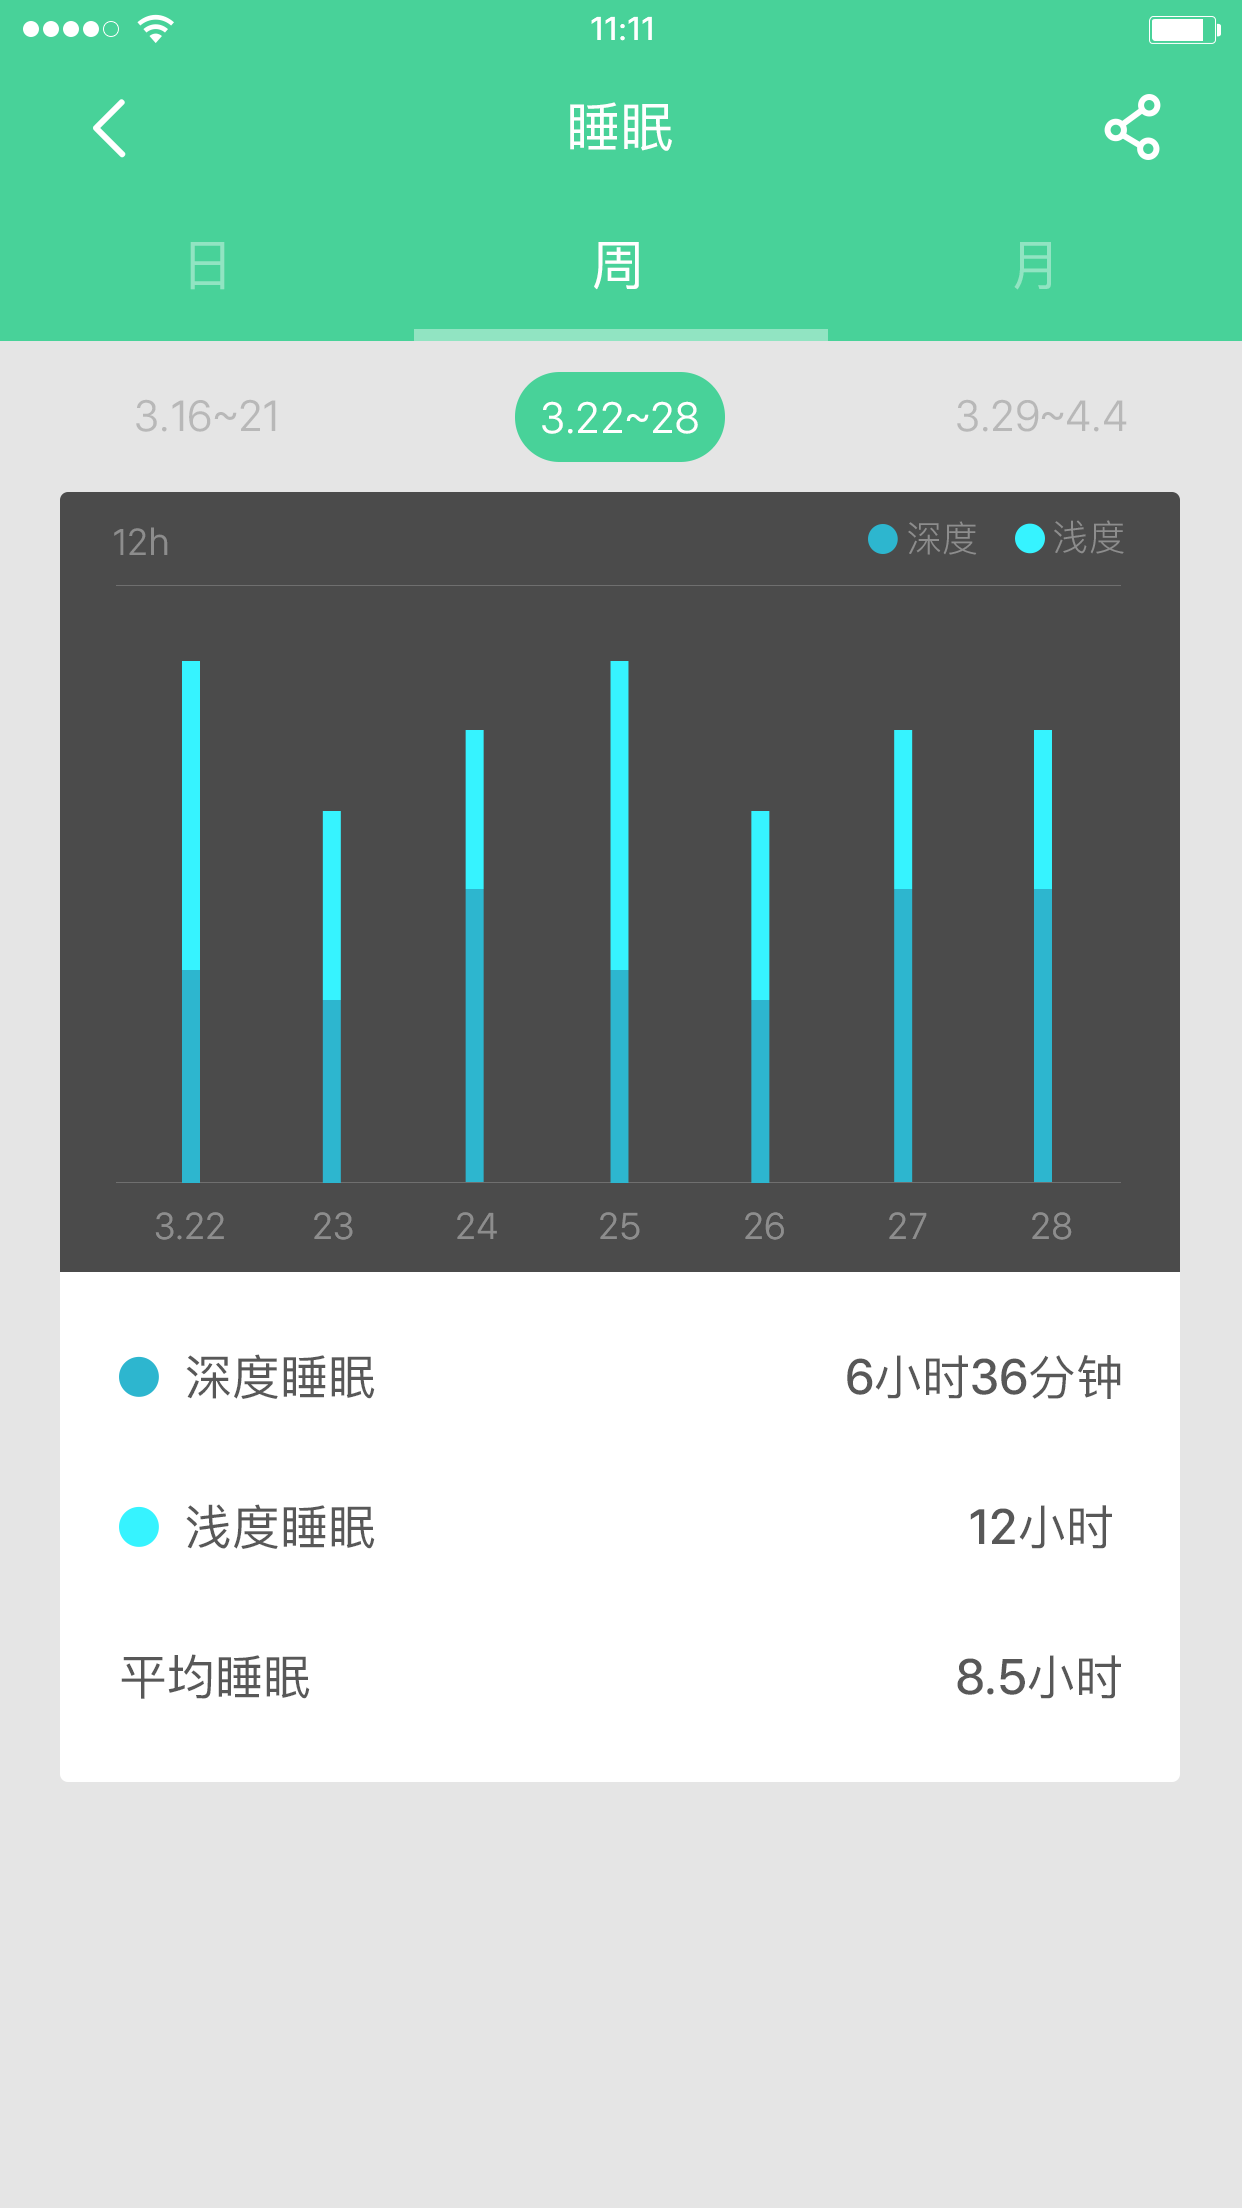 11:11
睡眠
日 周 月
3.16~21 3.22~28 3.29~4.4
12h 深度 浅度
3.22 23 24 25 26 27 28
深度睡眠 6小时36分钟
浅度睡眠 12小时
平均睡眠 8.5小时